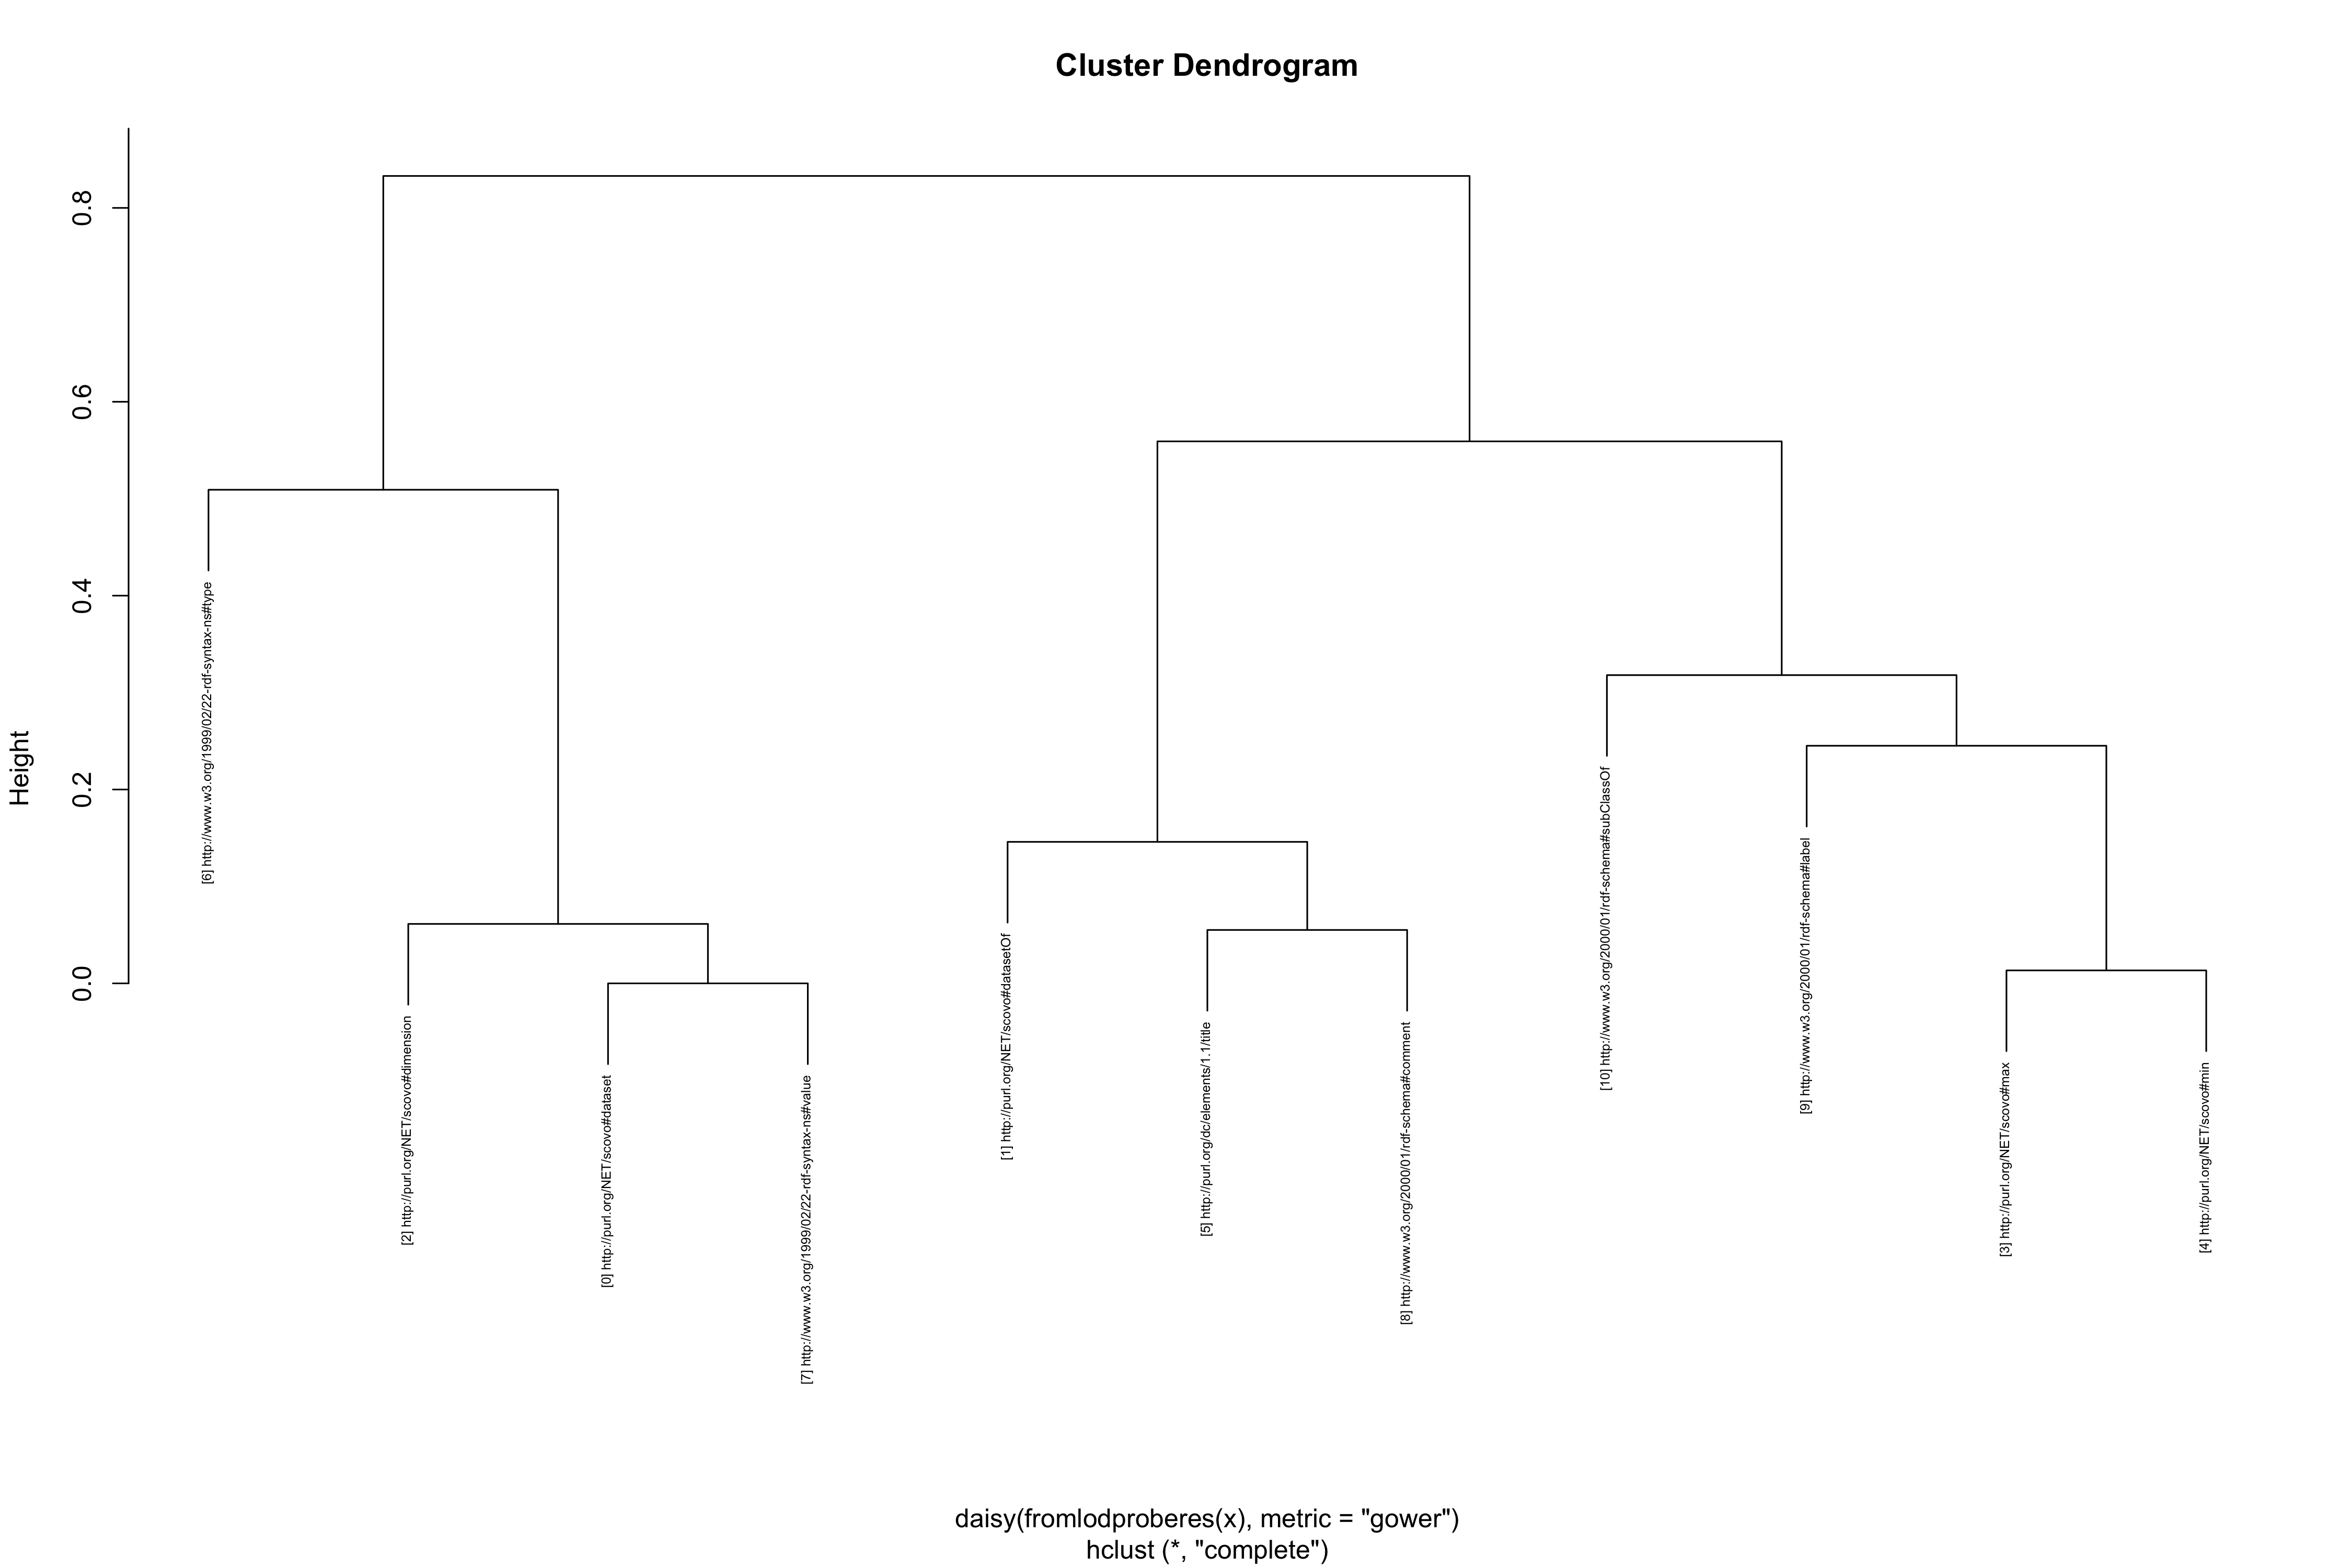 Cluster Dendrogram
Height
0.8
0.6
0.4
0.2
0.0
[6] http://www.w3.org/1999/02/22-rdf-syntax-ns#type
[2] http://purl.org/NET/scovo#dimension
[0] http://purl.org/NET/scovo#dataset
[7] http://www.w3.org/1999/02/22-rdf-syntax-ns#value
[1] http://purl.org/NET/scovo#datasetOf
[5] http://purl.org/dc/elements/1.1/title
[8] http://www.w3.org/2000/01/rdf-schema#comment
[10] http://www.w3.org/2000/01/rdf-schema#subClassOf
[9] http://www.w3.org/2000/01/rdf-schema#label
[3] http://purl.org/NET/scovo#max
[4] http://purl.org/NET/scovo#min
daisy(fromlodproberes(x), metric = "gower")
hclust (*, "complete")